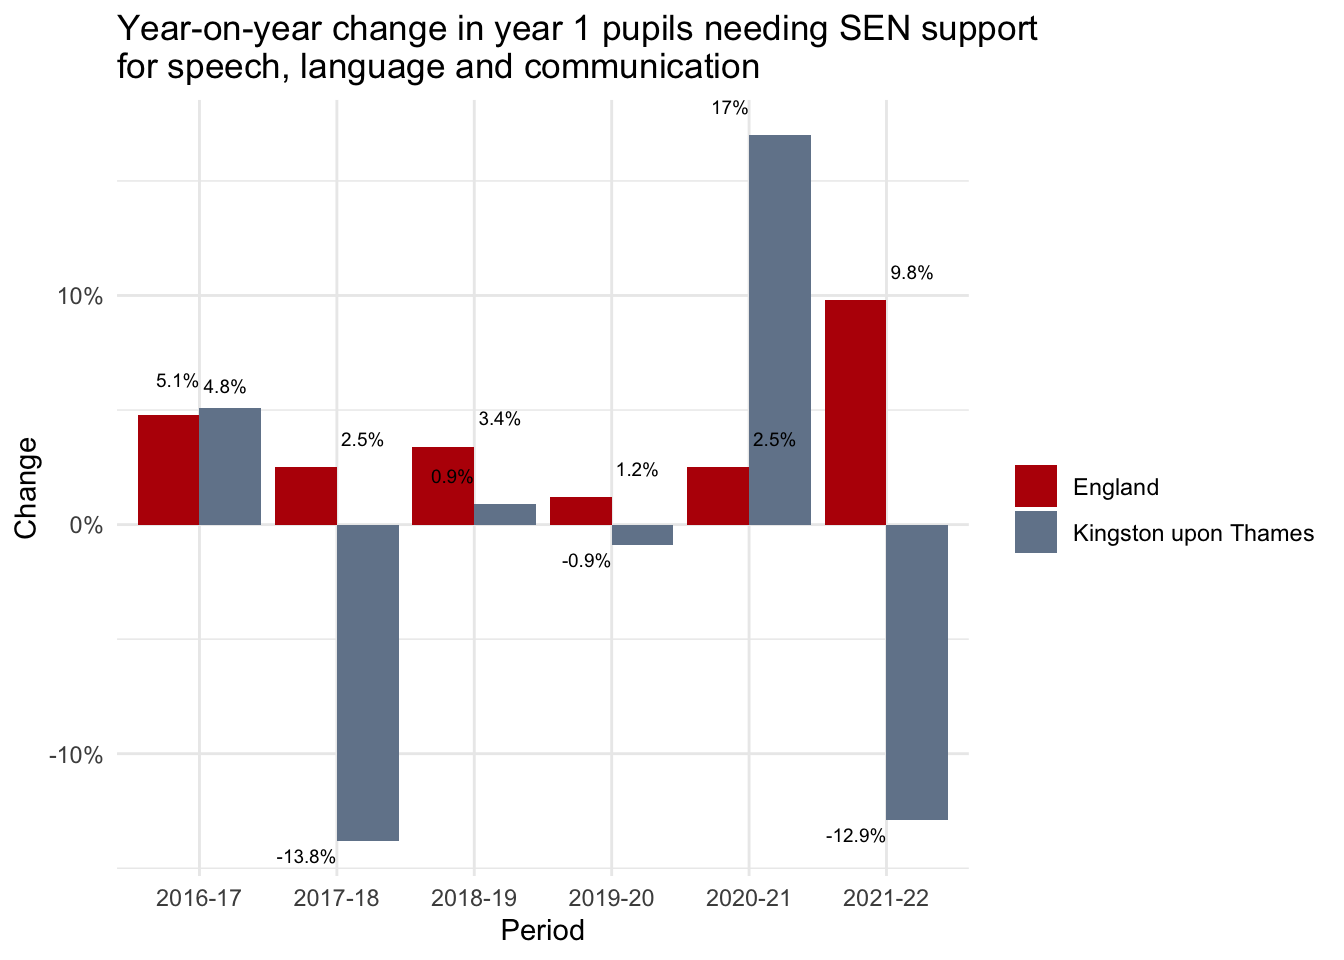 Year-on-year change in year 1 pupils needing SEN support
for speech, language and communication
17%
9.8%
10%
5.1% 4.8%
3.4%
2.5%
2.5%
1.2%
0.9%
Change
England
0%
Kingston upon Thames
-0.9%
-10%
-12.9%
-13.8%
2016-17 2017-18 2018-19 2019-20 2020-21 2021-22
Period